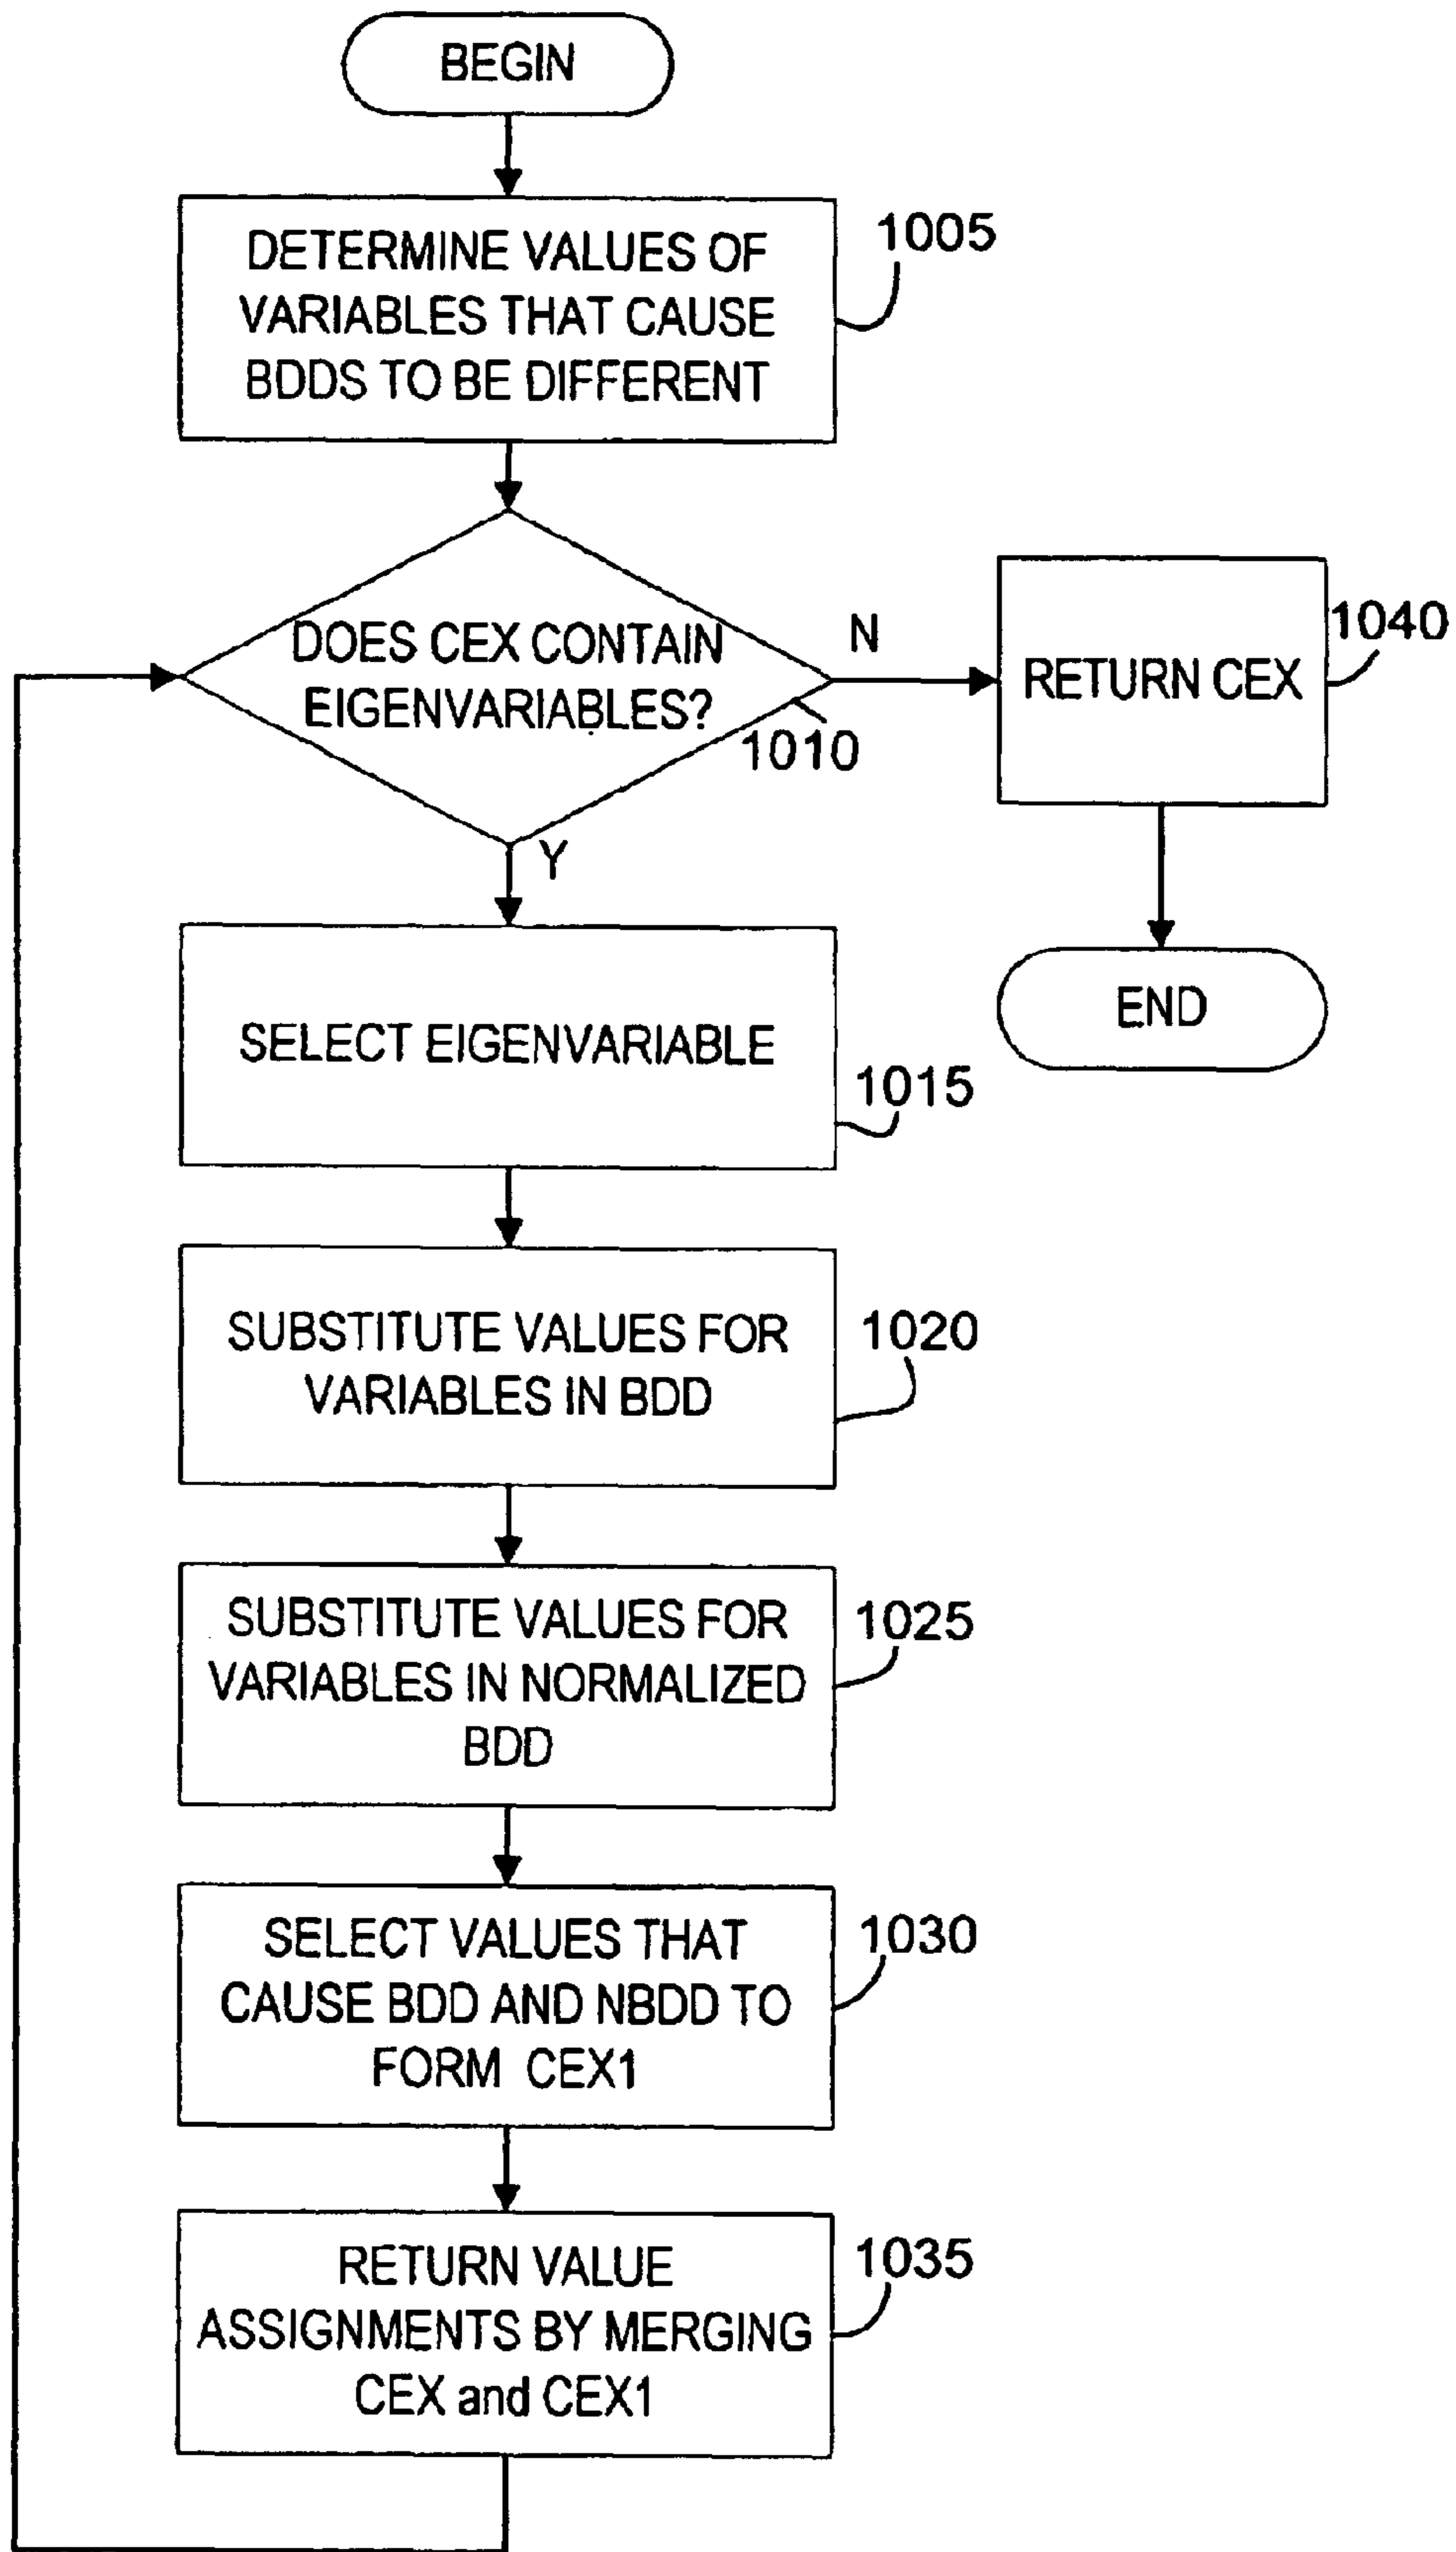 BEGIN
DETERMINE VALUES OF
VARIABLES THAT CAUSE
BDDS TO BE DIFFERENT
1005
DOES CEX CONTAIN
EIGENVARIABLES?
1010
N
RETURN CEX
1040
END
Y
SELECT EIGENVARIABLE
1015
SUBSTITUTE VALUES FOR
VARIABLES IN BDD
1020
SUBSTITUTE VALUES FOR
VARIABLES IN NORMALIZED
BDD
1025
SELECT VALUES THAT
CAUSE BDD AND NBDD TO
FORM CEX1
1030
RETURN VALUE
ASSIGNMENTS BY MERGING
CEX and CEX1
1035